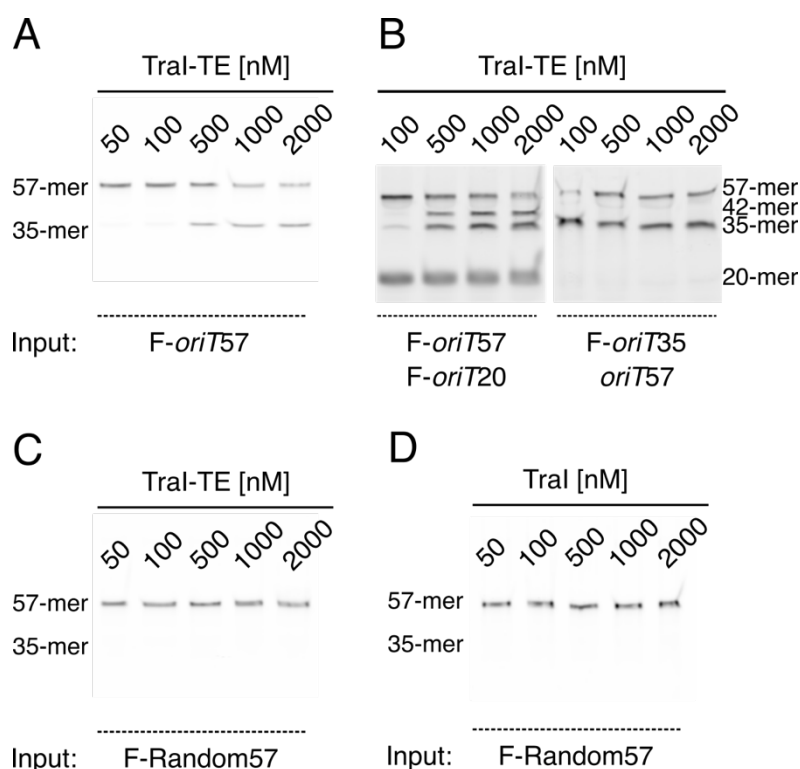 A
TraI-TE [nM]
50 100 500 1000 2000
57-mer
35-mer
Input: F-oriT57
B
TraI-TE [nM]
100 500 1000 2000 100 500 1000 2000
57-mer
42-mer
35-mer
20-mer
F-oriT57 F-oriT35
F-oriT20 oriT57
C
TraI-TE [nM]
50 100 500 1000 2000
57-mer
35-mer
Input: F-Random57
D
TraI [nM]
50 100 500 1000 2000
57-mer
35-mer
Input: F-Random57